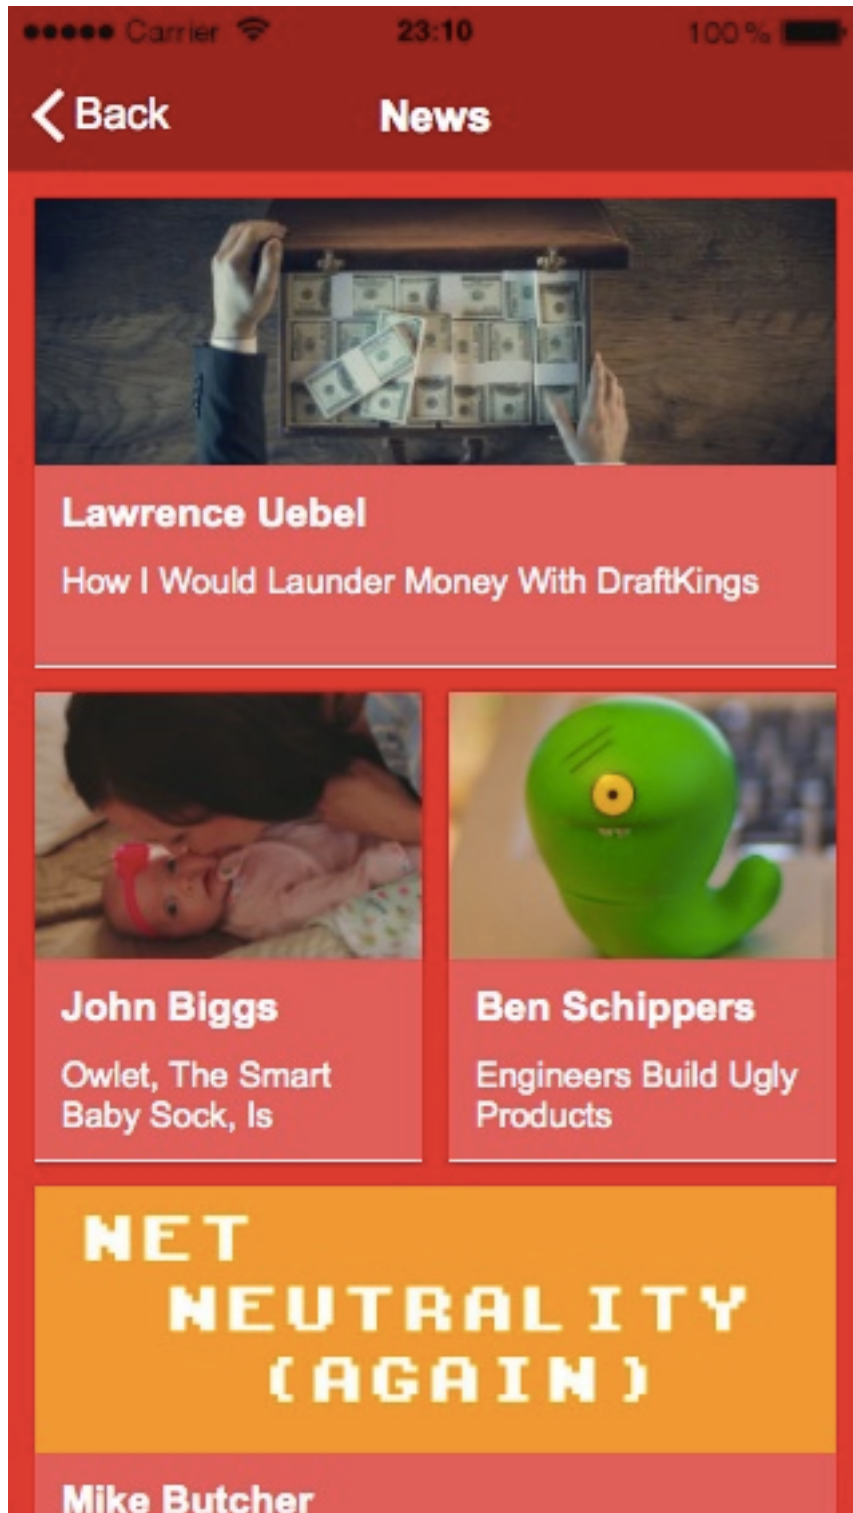 Carrier 23:10 100 %
Back News
Lawrence Uebel
How I Would Launder Money With DraftKings
John Biggs
Owlet, The Smart
Baby Sock, Is
Ben Schippers
Engineers Build Ugly
Products
NET
NEUTRALITY
(AGAIN)
Mike Butcher